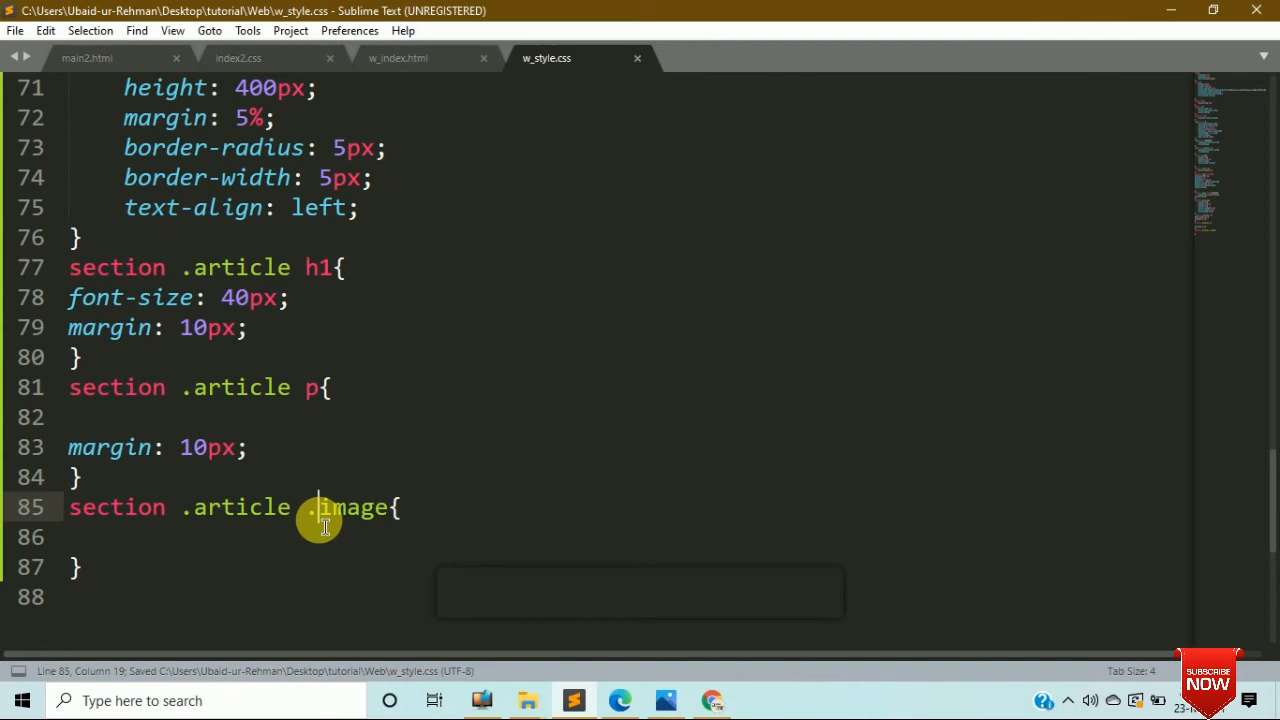 C:\Users\Ubaid-ur-Rehman\Desktop\tutorial\Web\w_style.css - Sublime Text (UNREGISTERED)
File Edit Selection Find View Goto Tools Project Preferences Help
main2.html index2.css w_index.html w_style.css
71 height: 400px;
72 margin: 5%;
73 border-radius: 5px;
74 border-width: 5px;
75 text-align: left;
76 }
77 section .article h1{
78 font-size: 40px;
79 margin: 10px;
80 }
81 section .article p{
82
83 margin: 10px;
84 }
85 section .article .image{
86
87 }
88
Line 85, Column 19; Saved C:\Users\Ubaid-ur-Rehman\Desktop\tutorial\Web\w_style.css (UTF-8) Tab Size: 4
SUBSCRIBE
NOW
Type here to search